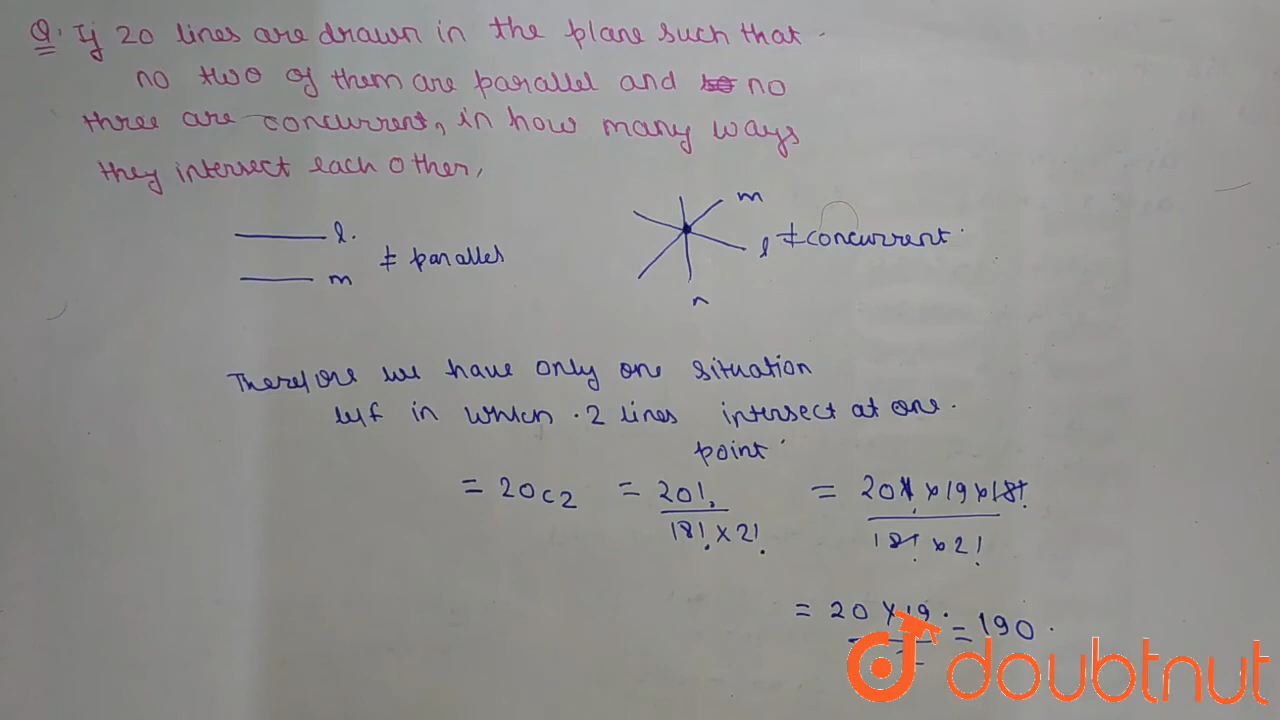 Q. If 20 lines are drawn in the plane such that
no two of them are parallel and no
three are concurrent, in how many ways
they intersect each other,
l.
m
≠ paralles
m
l
n
≠ concurrent.
Therefore we have only one situation
left in which 2 lines intersect at one.
point
= 20c2 = 20! / 18! × 2! = 20 × 19 × 18! / 18! × 2!
= 20 × 19 / 2 = 190.
doubtnut